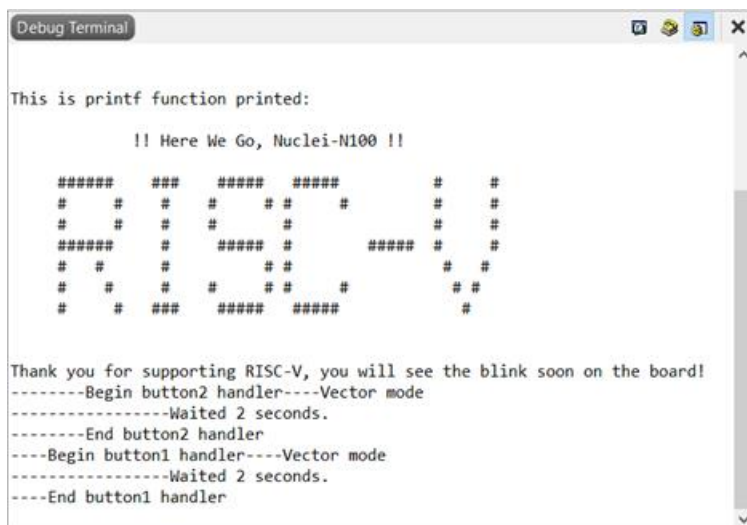 Debug Terminal
This is printf function printed:
             !! Here We Go, Nuclei-N100 !!
     ######    ###    #####   #####          #     #
     #     #    #    #     # #     #         #     #
     #     #    #    #       #               #     #
     ######     #     #####  #        #####  #     #
     #   #      #          # #                #   #
     #    #     #    #     # #     #           # #
     #     #   ###    #####   #####             #
Thank you for supporting RISC-V, you will see the blink soon on the board!
--------Begin button2 handler----Vector mode
-----------------Waited 2 seconds.
--------End button2 handler
----Begin button1 handler----Vector mode
-----------------Waited 2 seconds.
----End button1 handler